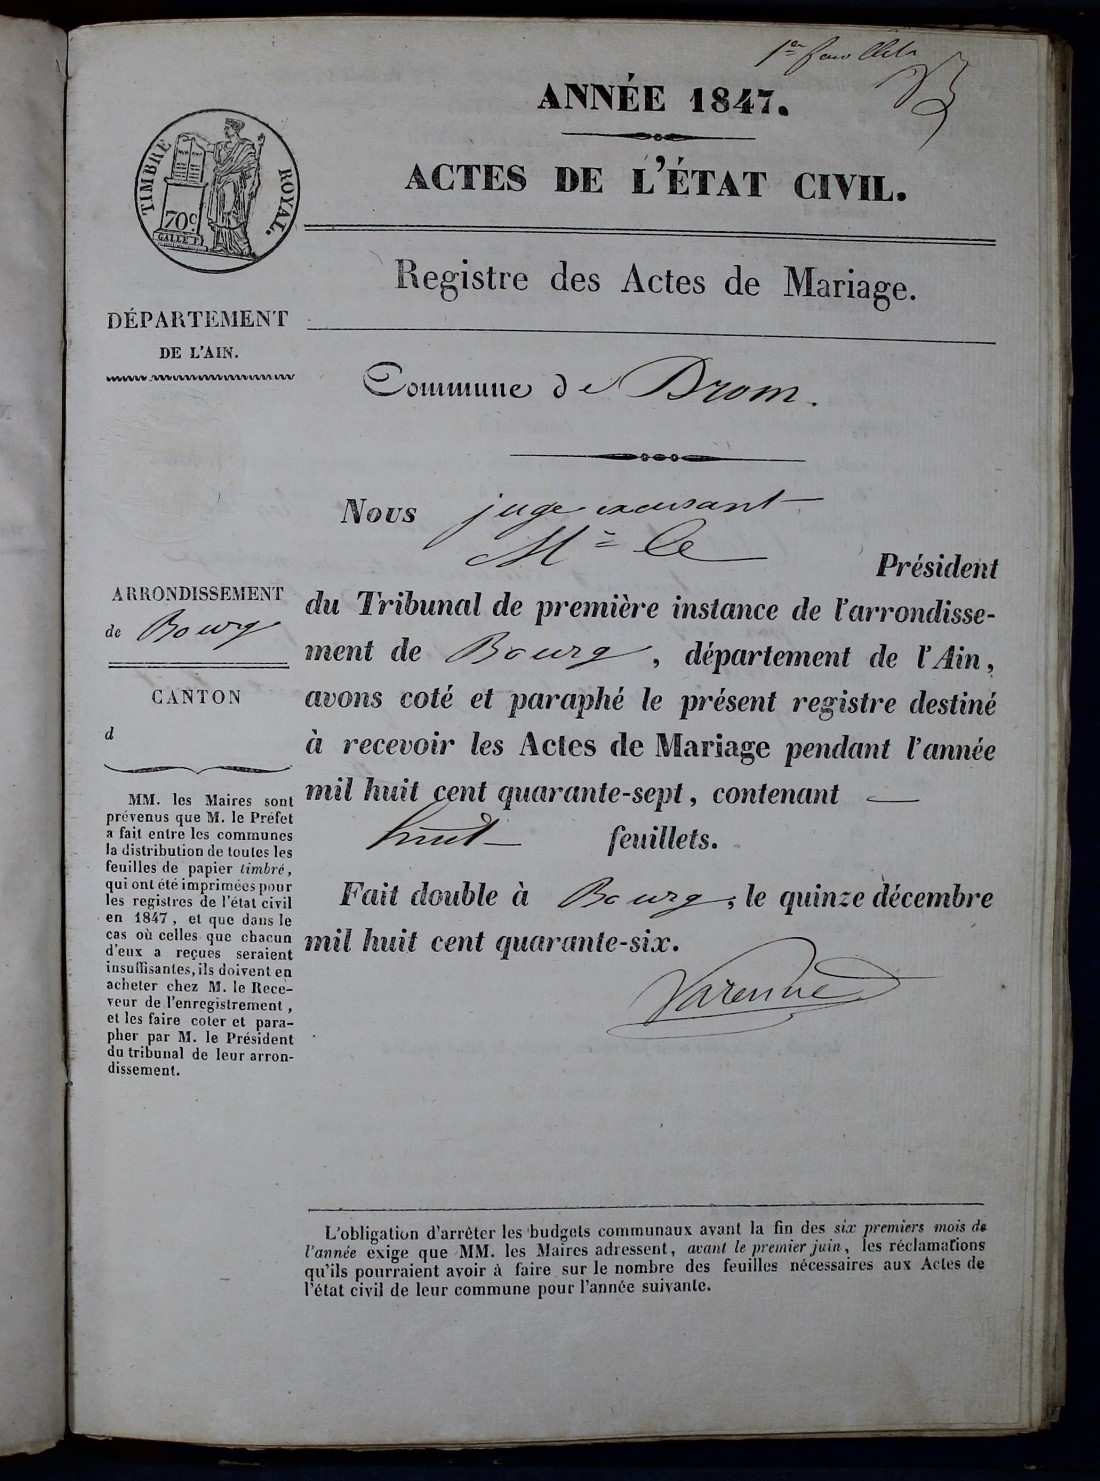 1er feuillet
ANNÉE 1847.
ACTES DE L'ÉTAT CIVIL.
TIMBRE ROYAL.
70c
GALLE F.
Registre des Actes de Mariage.
DÉPARTEMENT
DE L'AIN.
Commune de Drom.
Nous juge excusant
Mr le
Président
du Tribunal de première instance de l'arrondisse-
ment de Bourg, département de l'Ain,
avons coté et paraphé le présent registre destiné
à recevoir les Actes de Mariage pendant l'année
mil huit cent quarante-sept, contenant —
huit feuillets.
Fait double à Bourg, le quinze décembre
mil huit cent quarante-six.
Varenne
ARRONDISSEMENT
de Bourg
CANTON
d
MM. les Maires sont
prévenus que M. le Préfet
a fait entre les communes
la distribution de toutes les
feuilles de papier timbré,
qui ont été imprimées pour
les registres de l'état civil
en 1847, et que dans le
cas où celles que chacun
d'eux a reçues seraient
insuffisantes, ils doivent en
acheter chez M. le Rece-
veur de l'enregistrement,
et les faire coter et para-
pher par M. le Président
du tribunal de leur arron-
dissement.
L'obligation d'arrêter les budgets communaux avant la fin des six premiers mois de
l'année exige que MM. les Maires adressent, avant le premier juin, les réclamations
qu'ils pourraient avoir à faire sur le nombre des feuilles nécessaires aux Actes de
l'état civil de leur commune pour l'année suivante.